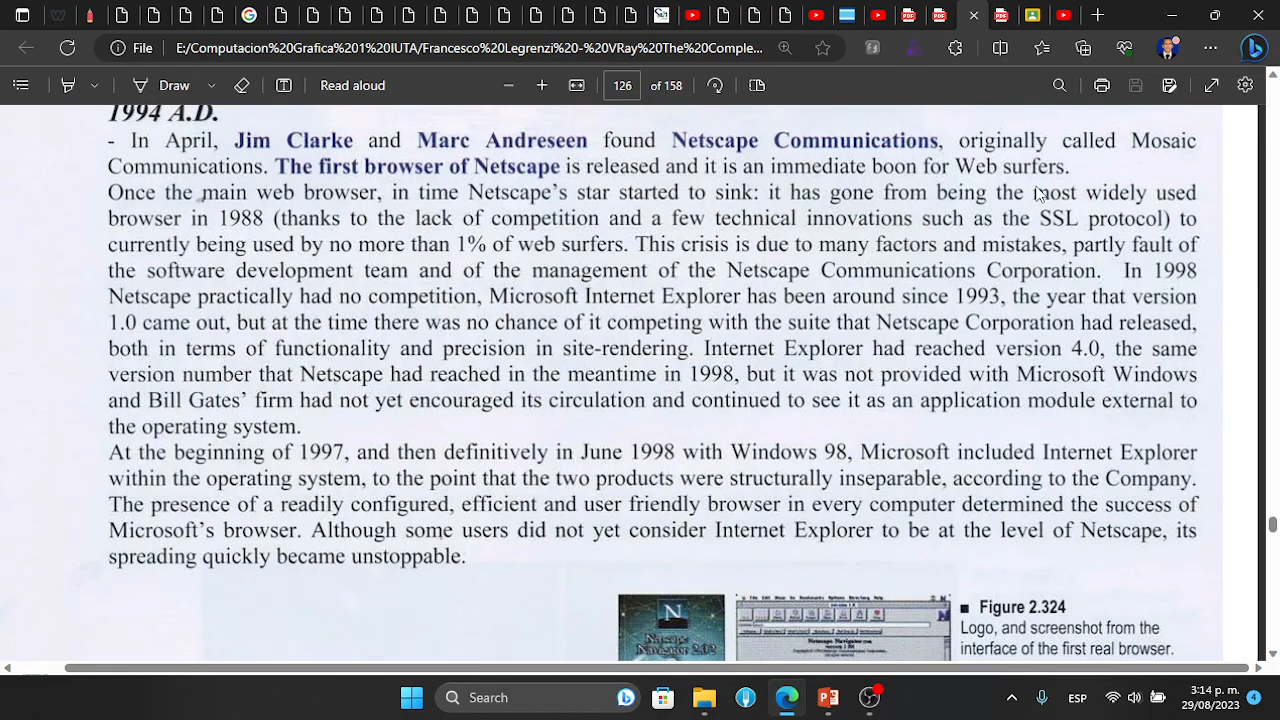 File
E:/Computacion%20Grafica%201%20IUTA/Francesco%20Legrenzi%20-%20VRay%20The%20Comple...
Draw
Read aloud
126
of 158
1994 A.D.
- In April, Jim Clarke and Marc Andreseen found Netscape Communications, originally called Mosaic
Communications. The first browser of Netscape is released and it is an immediate boon for Web surfers.
Once the main web browser, in time Netscape's star started to sink: it has gone from being the most widely used
browser in 1988 (thanks to the lack of competition and a few technical innovations such as the SSL protocol) to
currently being used by no more than 1% of web surfers. This crisis is due to many factors and mistakes, partly fault of
the software development team and of the management of the Netscape Communications Corporation. In 1998
Netscape practically had no competition, Microsoft Internet Explorer has been around since 1993, the year that version
1.0 came out, but at the time there was no chance of it competing with the suite that Netscape Corporation had released,
both in terms of functionality and precision in site-rendering. Internet Explorer had reached version 4.0, the same
version number that Netscape had reached in the meantime in 1998, but it was not provided with Microsoft Windows
and Bill Gates' firm had not yet encouraged its circulation and continued to see it as an application module external to
the operating system.
At the beginning of 1997, and then definitively in June 1998 with Windows 98, Microsoft included Internet Explorer
within the operating system, to the point that the two products were structurally inseparable, according to the Company.
The presence of a readily configured, efficient and user friendly browser in every computer determined the success of
Microsoft's browser. Although some users did not yet consider Internet Explorer to be at the level of Netscape, its
spreading quickly became unstoppable.
N
Netscape
Navigator 2.02
Figure 2.324
Logo, and screenshot from the
interface of the first real browser.
Search
ESP
3:14 p. m.
29/08/2023
4